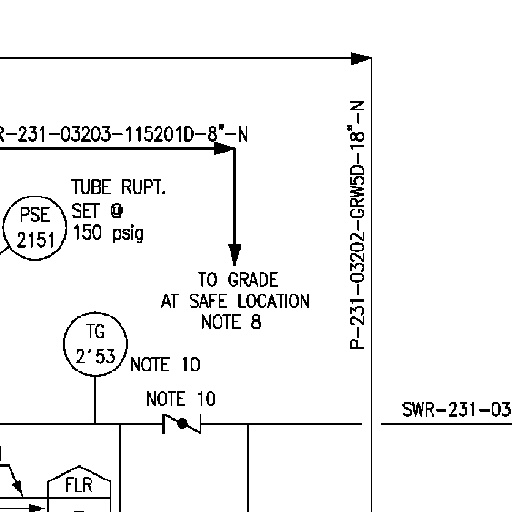 R-231-03203-115201D-8"-N
P-231-03202-GRW5D-18"-N
TUBE RUPT.
SET @
150 psig
PSE
2151
TO GRADE
AT SAFE LOCATION
NOTE 8
TG
2'53
NOTE 10
NOTE 10
SWR-231-03
FLR